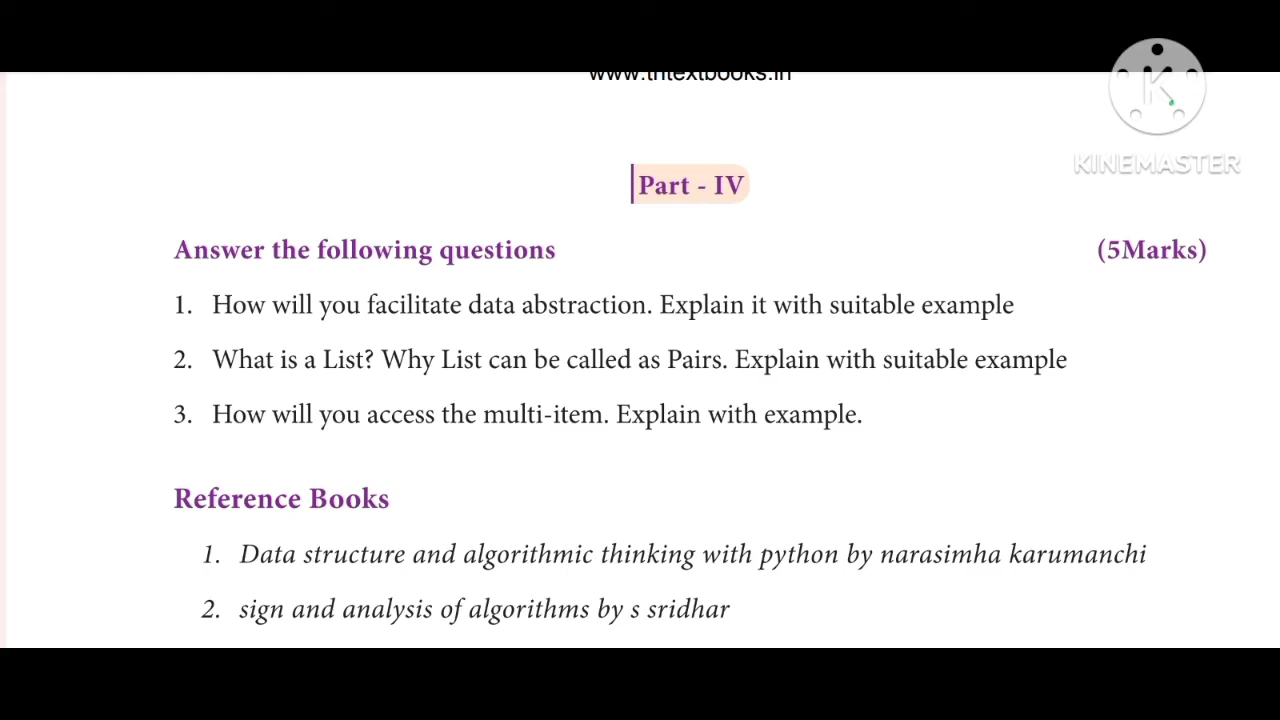 www.tntextbooks.in
KINEMASTER
Part - IV
Answer the following questions (5Marks)
1. How will you facilitate data abstraction. Explain it with suitable example
2. What is a List? Why List can be called as Pairs. Explain with suitable example
3. How will you access the multi-item. Explain with example.
Reference Books
1. Data structure and algorithmic thinking with python by narasimha karumanchi
2. sign and analysis of algorithms by s sridhar